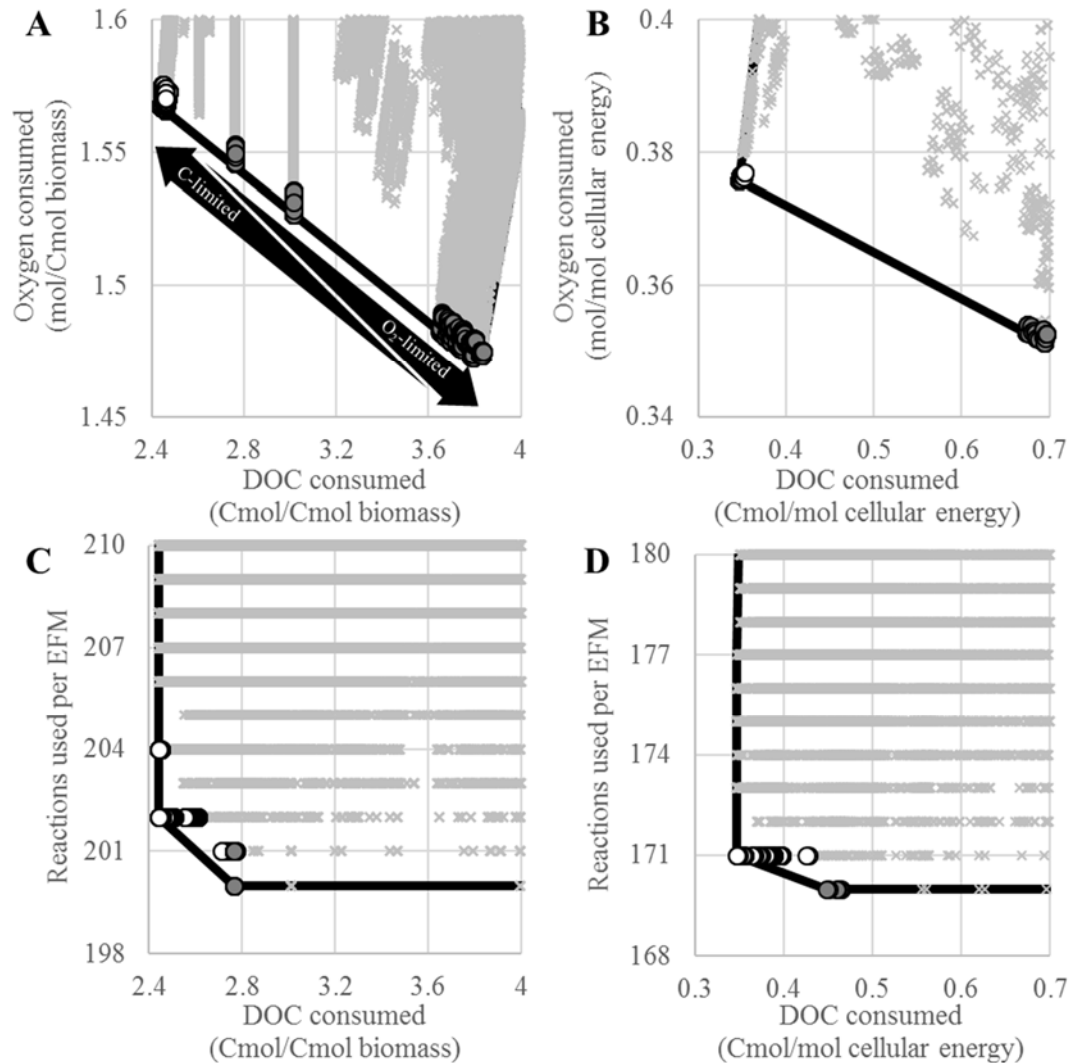 A
1.6
1.55
1.5
1.45
Oxygen consumed
(mol/Cmol biomass)
C-limited
O₂-limited
2.4
2.8
3.2
3.6
4
DOC consumed
(Cmol/Cmol biomass)
B
0.4
0.38
0.36
0.34
Oxygen consumed
(mol/mol cellular energy)
0.3
0.4
0.5
0.6
0.7
DOC consumed
(Cmol/mol cellular energy)
C
210
207
204
201
198
Reactions used per EFM
2.4
2.8
3.2
3.6
4
DOC consumed
(Cmol/Cmol biomass)
D
180
177
174
171
168
Reactions used per EFM
0.3
0.4
0.5
0.6
0.7
DOC consumed
(Cmol/mol cellular energy)